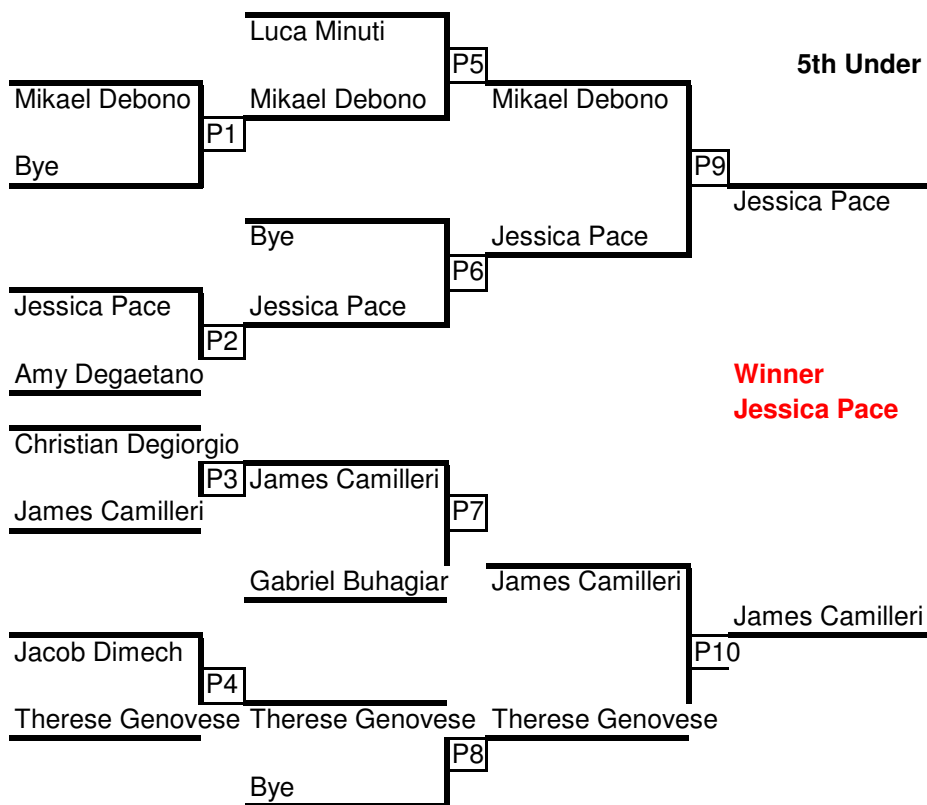 Luca Minuti
P5
5th Under
Mikael Debono
Mikael Debono
Mikael Debono
P1
Bye
P9
Jessica Pace
Bye
Jessica Pace
P6
Jessica Pace
Jessica Pace
P2
Amy Degaetano
Winner
Jessica Pace
Christian Degiorgio
P3
James Camilleri
James Camilleri
P7
Gabriel Buhagiar
James Camilleri
James Camilleri
Jacob Dimech
P10
P4
Therese Genovese
Therese Genovese
Therese Genovese
P8
Bye